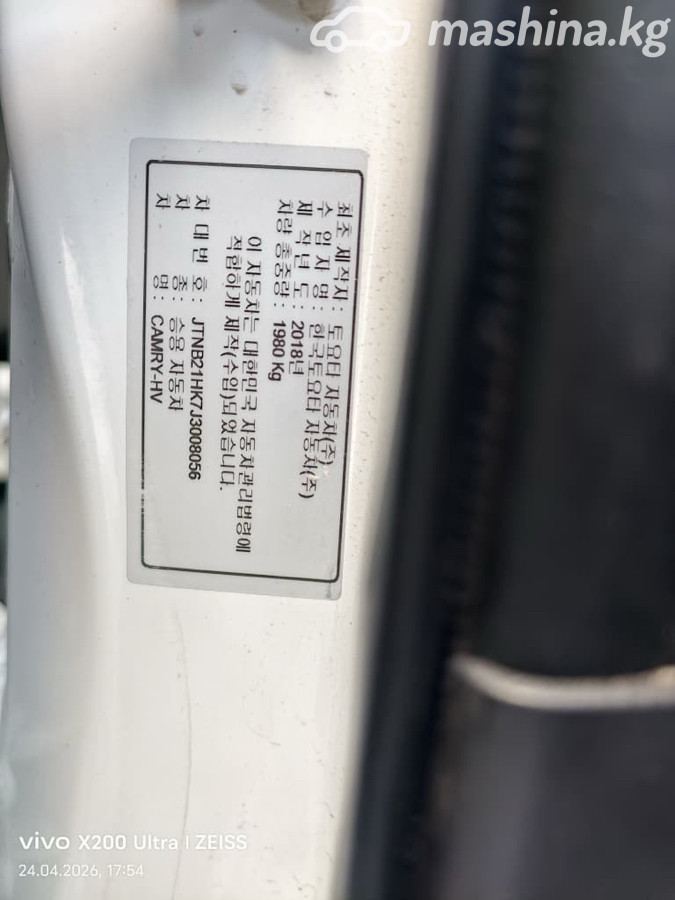 mashina.kg
최초 제작사 : 토요타 자동차(주)
수 입 자 명 : 한국토요타 자동차(주)
제 작 년 도 : 2018년
차량 총중량 : 1980 Kg
이 자동차는 대한민국 자동차관리법령에
적합하게 제작(수입)되었습니다.
차 대 번 호 : JTNB21HK7J3008056
차 종 : 승용 자동차
차 명 : CAMRY-HV
vivo X200 Ultra | ZEISS
24.04.2026, 17:54